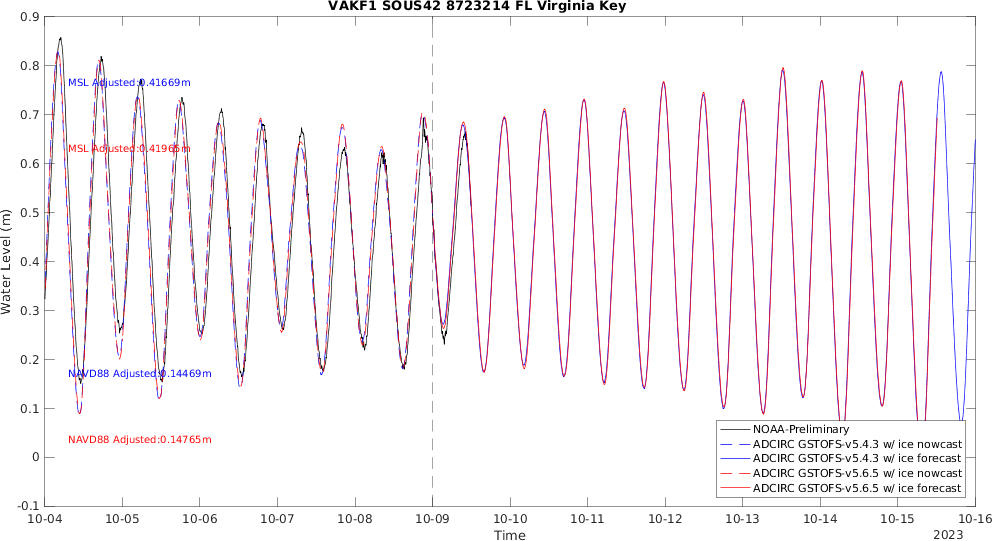 VAKF1 SOUS42 8723214 FL Virginia Key
0.9
0.8
0.7
0.6
0.5
0.4
0.3
0.2
0.1
0
-0.1
Water Level (m)
MSL Adjusted:0.41669m
MSL Adjusted:0.41965m
NAVD88 Adjusted:0.14469m
NAVD88 Adjusted:0.14765m
NOAA-Preliminary
ADCIRC GSTOFS-v5.4.3 w/ ice nowcast
ADCIRC GSTOFS-v5.4.3 w/ ice forecast
ADCIRC GSTOFS-v5.6.5 w/ ice nowcast
ADCIRC GSTOFS-v5.6.5 w/ ice forecast
10-04 10-05 10-06 10-07 10-08 10-09 10-10 10-11 10-12 10-13 10-14 10-15 10-16
Time
2023